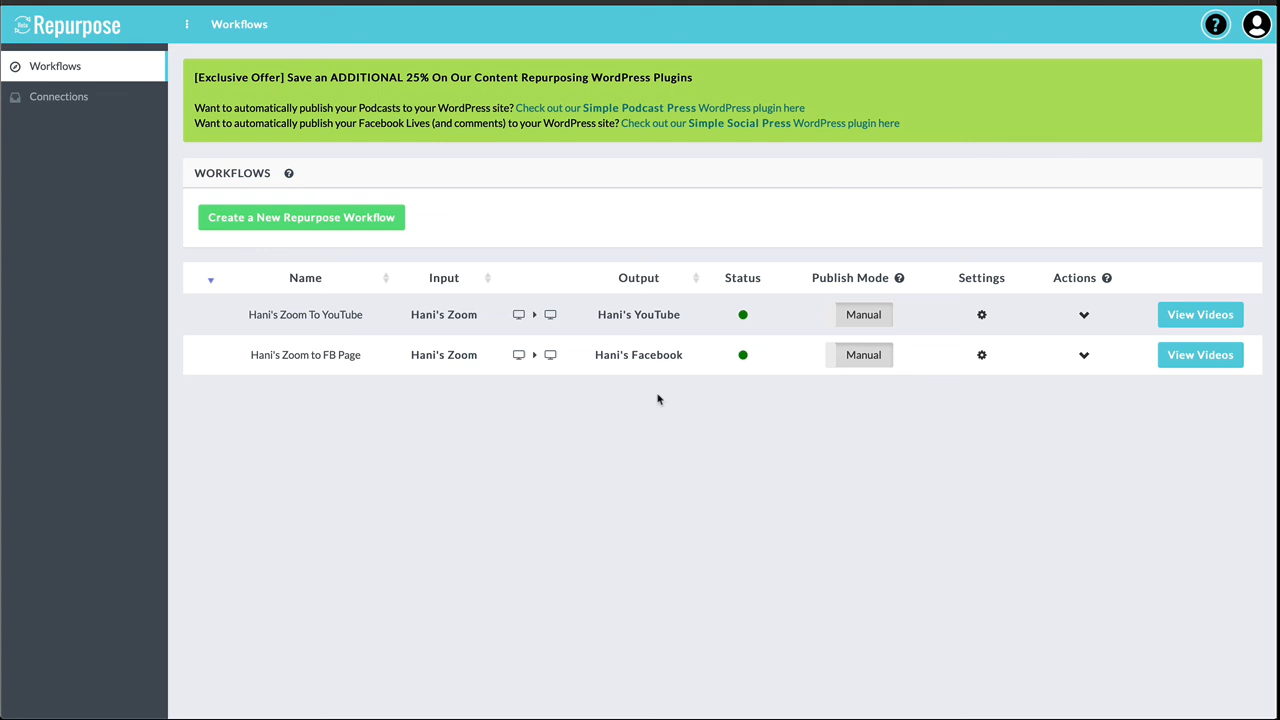 Beta Repurpose
Workflows
Workflows
Connections
[Exclusive Offer] Save an ADDITIONAL 25% On Our Content Repurposing WordPress Plugins
Want to automatically publish your Podcasts to your WordPress site? Check out our Simple Podcast Press WordPress plugin here
Want to automatically publish your Facebook Lives (and comments) to your WordPress site? Check out our Simple Social Press WordPress plugin here
WORKFLOWS ?
Create a New Repurpose Workflow
Name Input Output Status Publish Mode ? Settings Actions ?
Hani's Zoom To YouTube Hani's Zoom Hani's YouTube Manual View Videos
Hani's Zoom to FB Page Hani's Zoom Hani's Facebook Manual View Videos